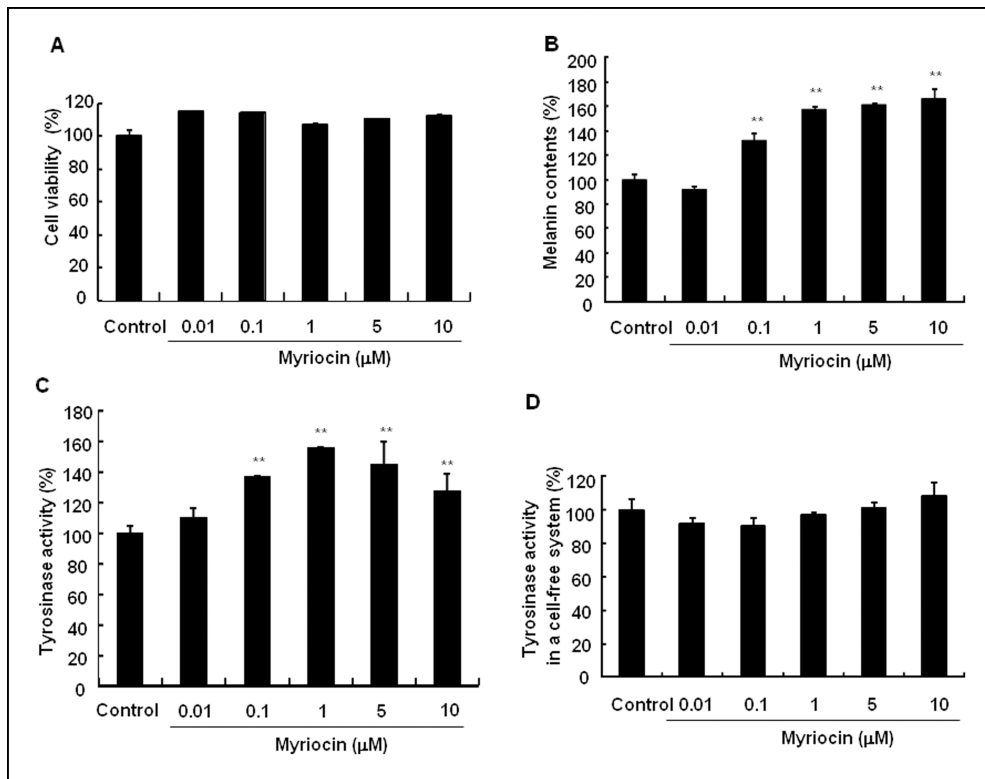 A
Cell viability (%)
120
100
80
60
40
20
0
Control 0.01 0.1 1 5 10
Myriocin (μM)
B
Melanin contents (%)
200
180
160
140
120
100
80
60
40
20
0
** ** ** **
Control 0.01 0.1 1 5 10
Myriocin (μM)
C
Tyrosinase activity (%)
180
160
140
120
100
80
60
40
20
0
** ** ** **
Control 0.01 0.1 1 5 10
Myriocin (μM)
D
Tyrosinase activity
in a cell-free system (%)
120
100
80
60
40
20
0
Control 0.01 0.1 1 5 10
Myriocin (μM)